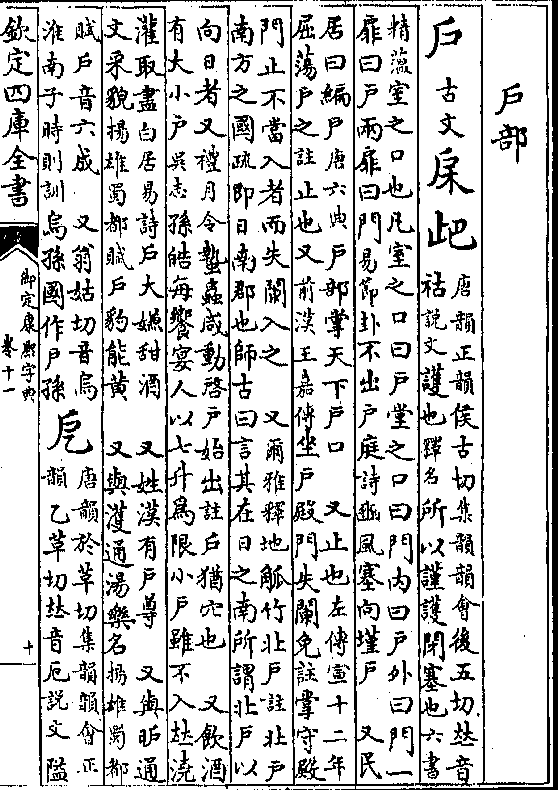 戶部
戶 古文㦿𡰪 唐韻正韻侯古切集韻韻會後五切𠀤音
祜說文護也釋名所以謹護閉塞也六書
精薀室之口也凡室之口曰戶堂之口曰門內曰戶外曰門一
扉曰戶兩扉曰門易節卦不出戶庭詩豳風塞向墐戶 又民
居曰編戶唐六典戶部掌天下戶口 又止也左傳宣十二年
屈蕩戶之註止也又前漢王嘉傳坐戶殿門失闌免註掌守殿
門止不當入者而失闌入之 又爾雅釋地觚竹北戶註北戶
南方之國疏即日南郡也師古曰言其在日之南所謂北戶以
向日者又禮月令蟄蟲咸動啓戶始出註戶猶穴也 又飲酒
有大小戶吳志孫皓每饗宴人以七升爲限小戶雖不入𠀤澆
灌取盡白居易詩戶大嫌甜酒 又姓漢有戶尊 又與昈通
文采貌揚雄蜀都賦戶豹能黃 又與濩通湯樂名揚雄蜀都
賦戶音六成 又翁姑切音烏
淮南子時則訓烏孫國作戶孫
戹 唐韻於革切集韻韻會正
韻乙革切𠀤音厄說文隘
欽定四庫全書
御定康熙字典
卷十一
十